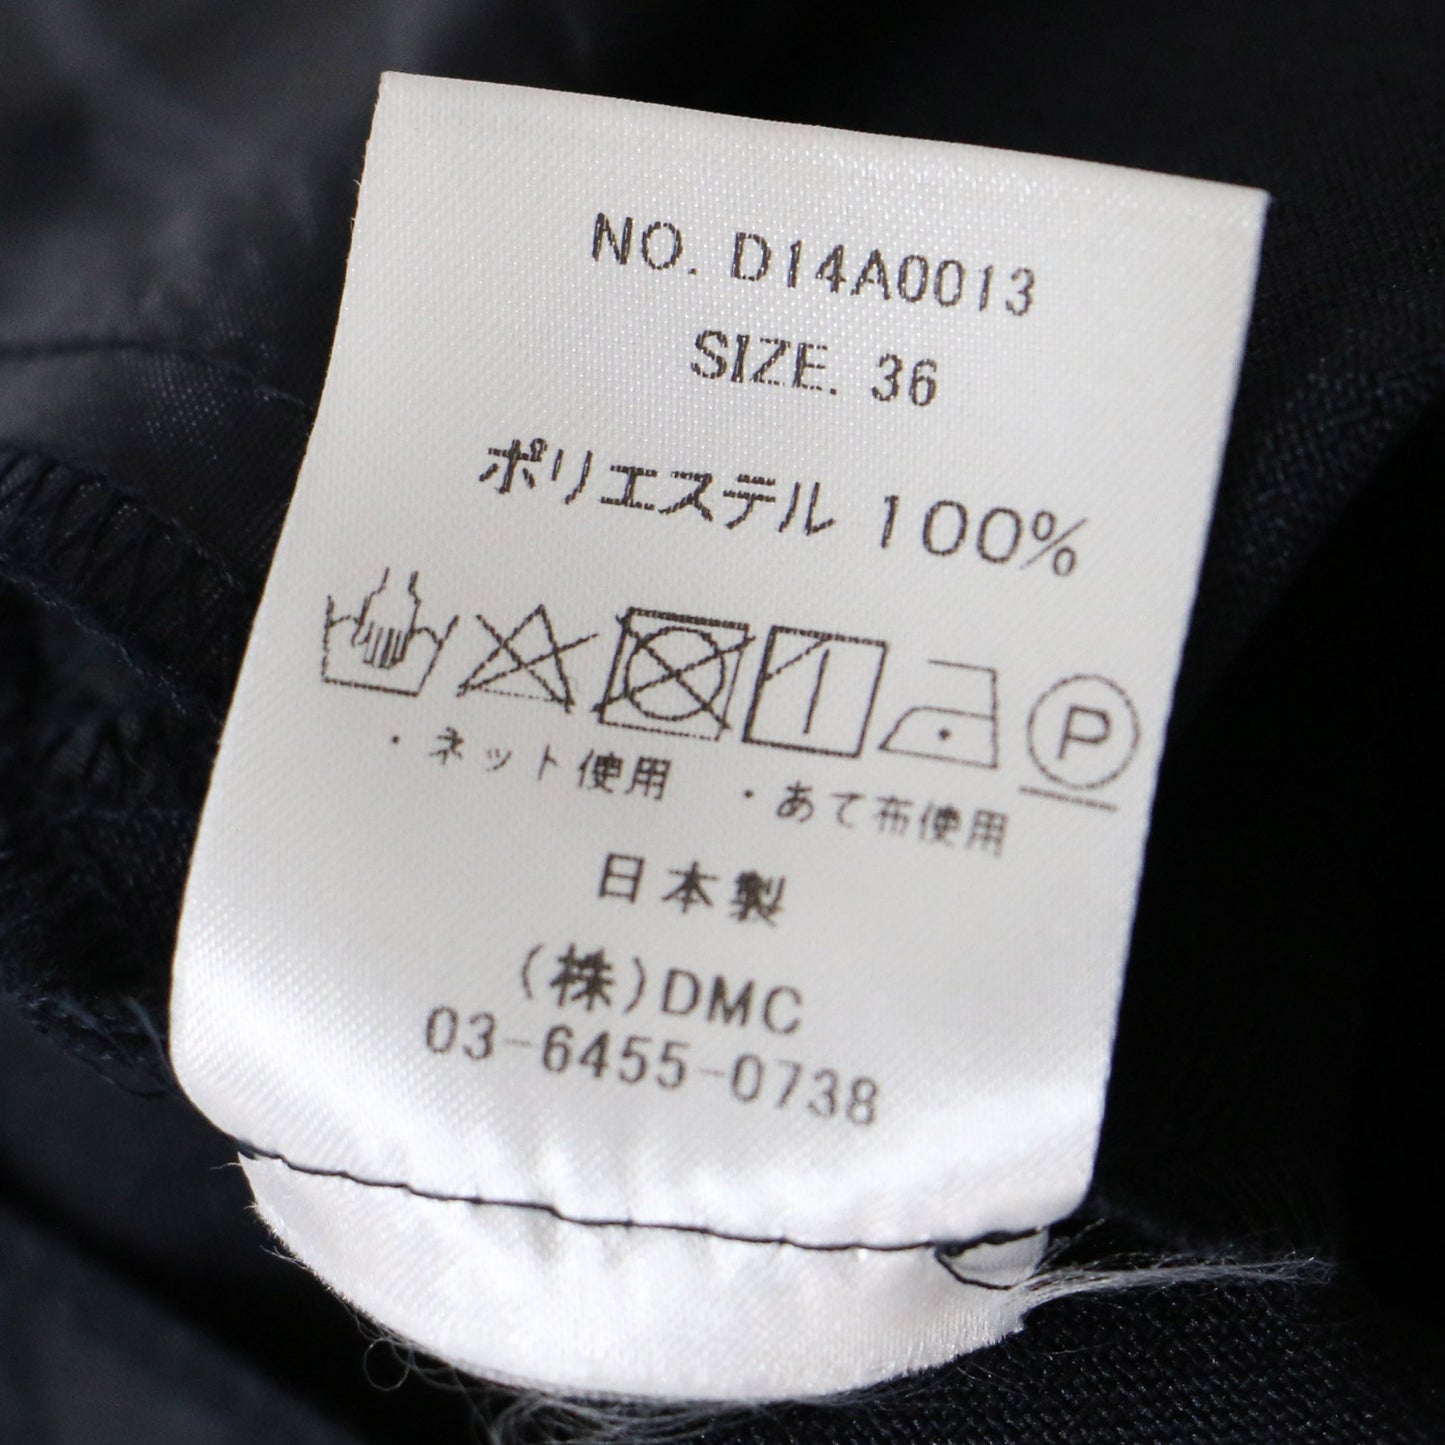 NO. D14A0013
SIZE. 36
ポリエステル 100%
P
・ネット使用 ・あて布使用
日本製
(株)DMC
03-6455-0738